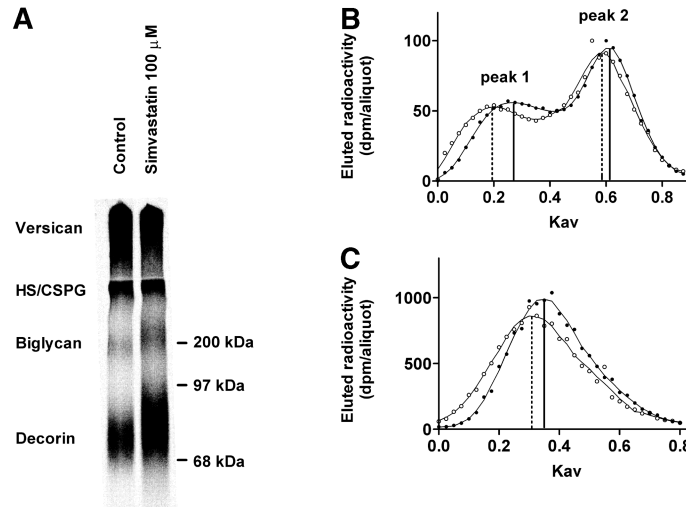 A
Control
Simvastatin 100 µM
Versican
HS/CSPG
Biglycan
Decorin
200 kDa
97 kDa
68 kDa
B
peak 1
peak 2
Eluted radioactivity
(dpm/aliquot)
100
50
0
0.0 0.2 0.4 0.6 0.8
Kav
C
Eluted radioactivity
(dpm/aliquot)
1000
500
0
0.0 0.2 0.4 0.6 0.8
Kav